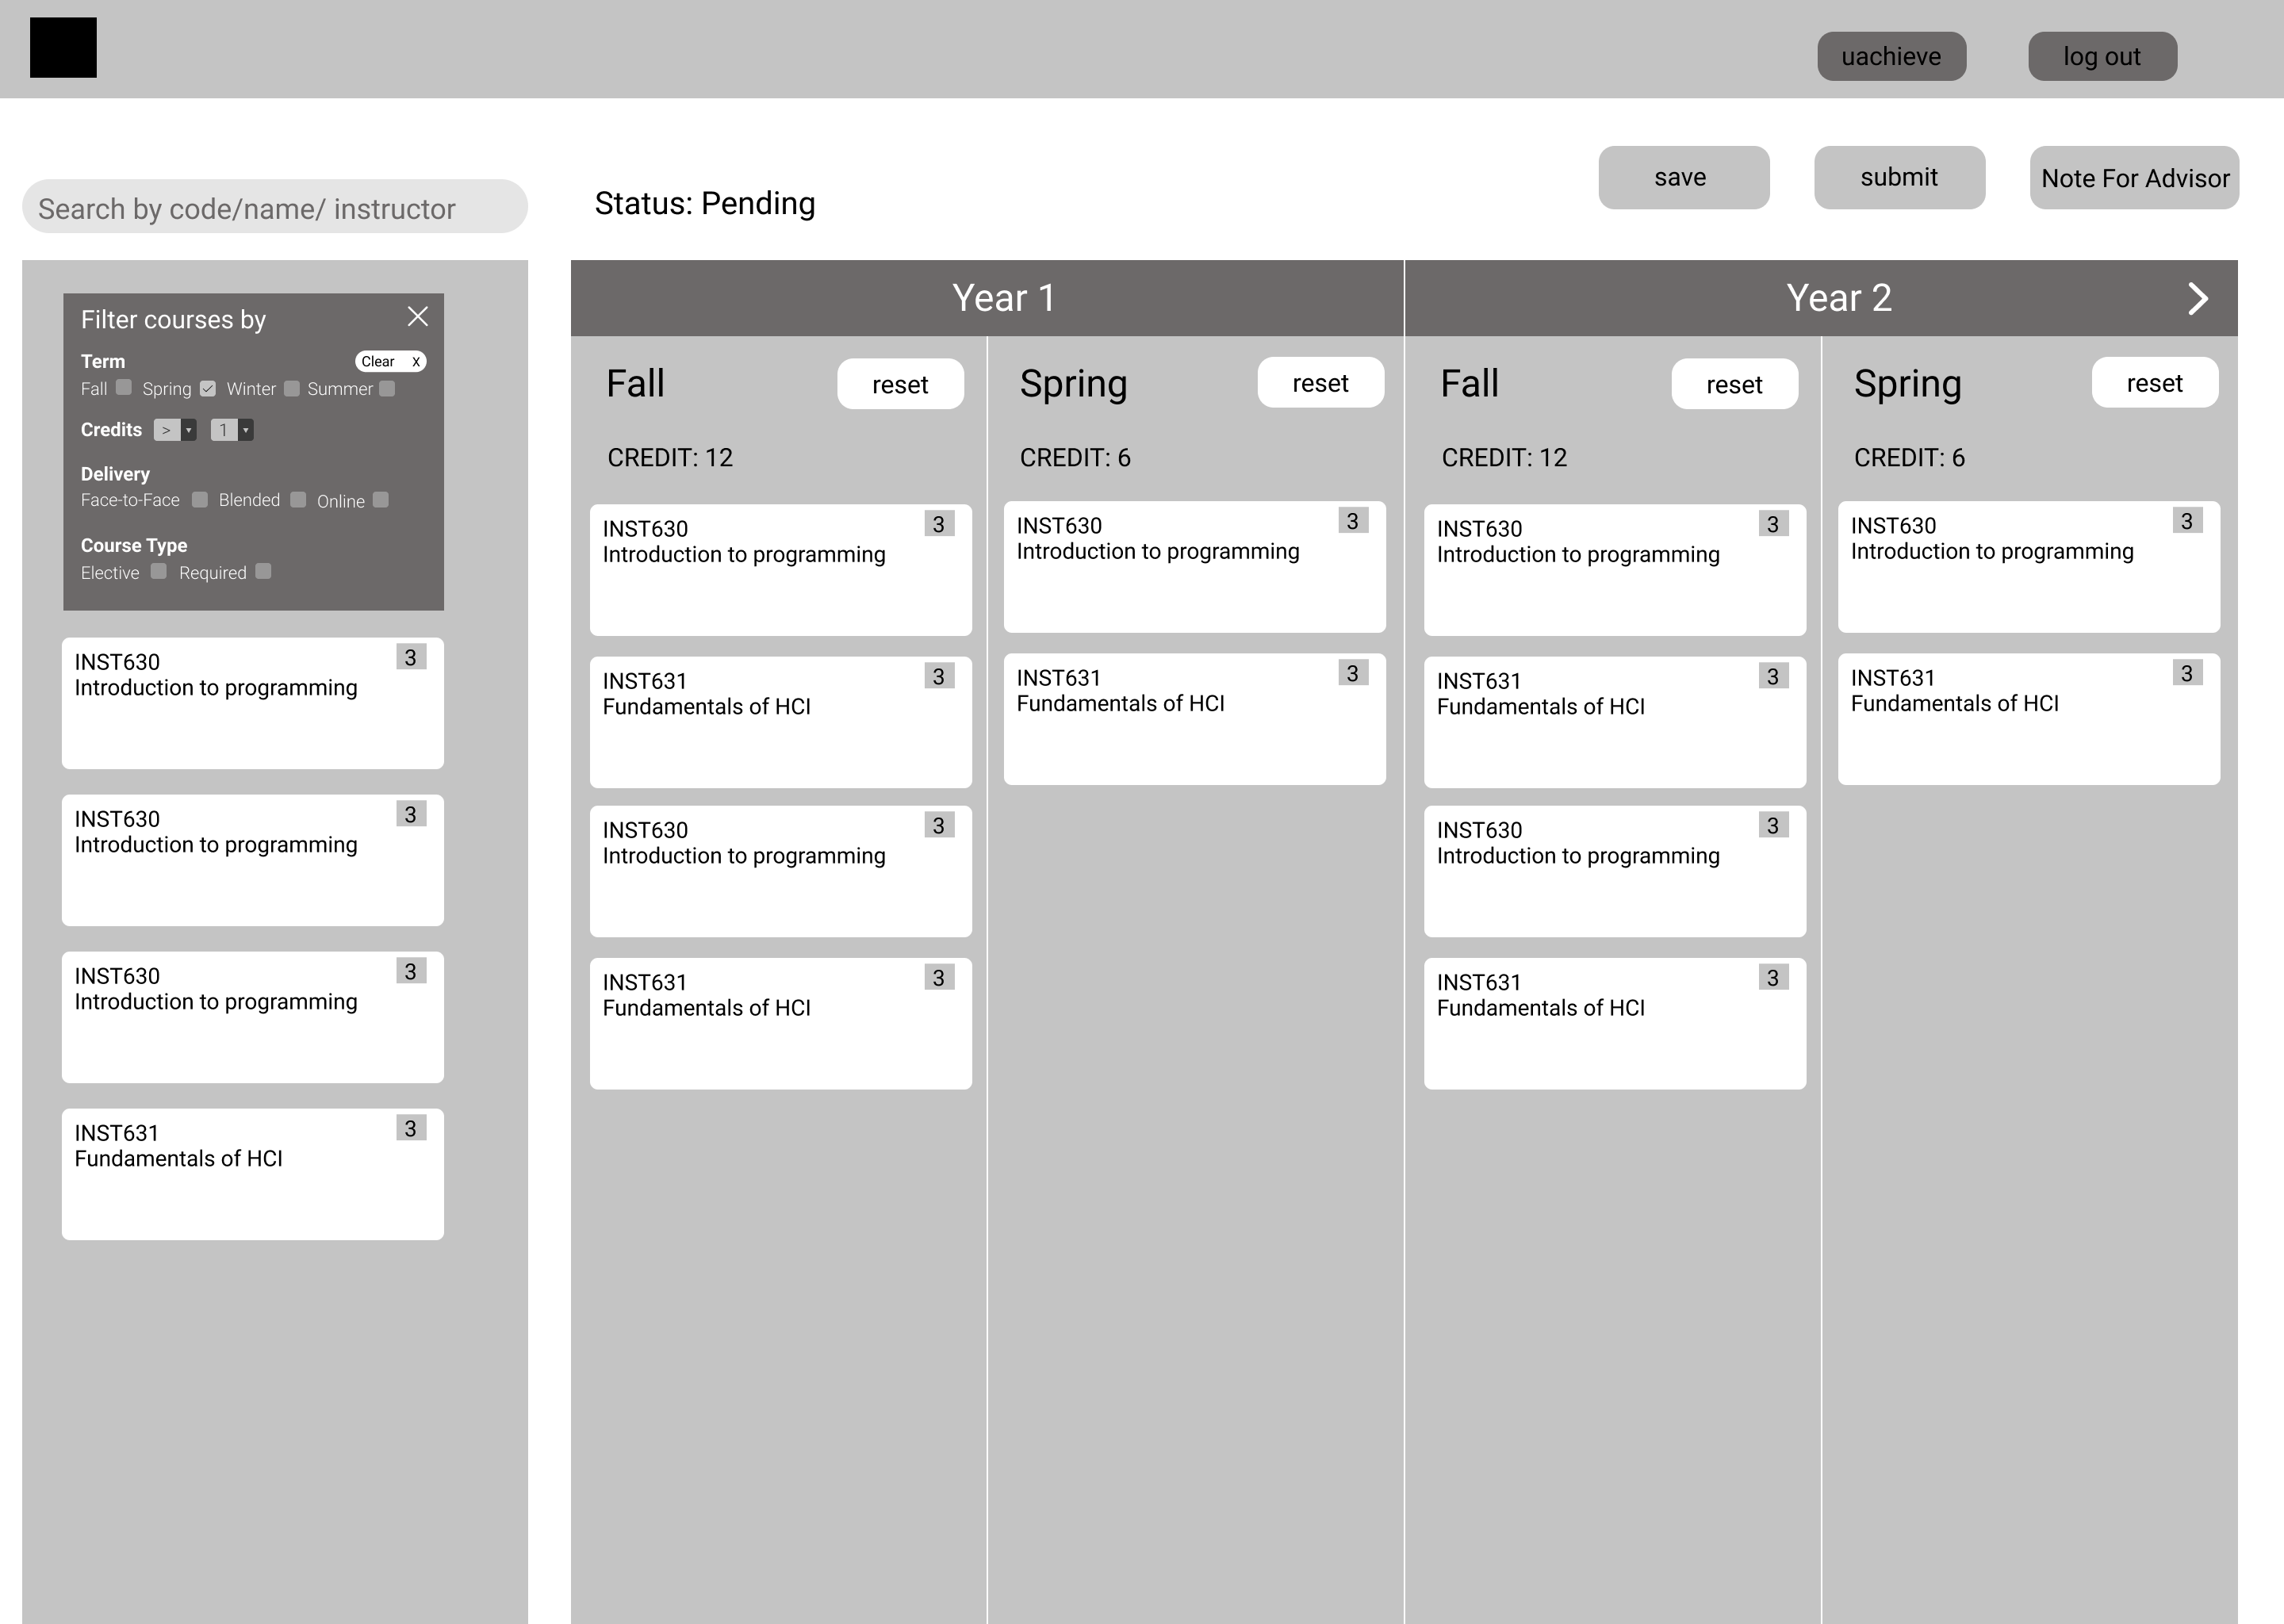 uachieve
log out
Search by code/name/ instructor
Status: Pending
save
submit
Note For Advisor
Filter courses by
Term
Clear x
Fall Spring Winter Summer
Credits > 1
Delivery
Face-to-Face Blended Online
Course Type
Elective Required
INST630
3
Introduction to programming
INST630
3
Introduction to programming
INST630
3
Introduction to programming
INST631
3
Fundamentals of HCI
Year 1
Year 2
Fall
reset
CREDIT: 12
INST630
3
Introduction to programming
INST631
3
Fundamentals of HCI
INST630
3
Introduction to programming
INST631
3
Fundamentals of HCI
Spring
reset
CREDIT: 6
INST630
3
Introduction to programming
INST631
3
Fundamentals of HCI
Fall
reset
CREDIT: 12
INST630
3
Introduction to programming
INST631
3
Fundamentals of HCI
INST630
3
Introduction to programming
INST631
3
Fundamentals of HCI
Spring
reset
CREDIT: 6
INST630
3
Introduction to programming
INST631
3
Fundamentals of HCI